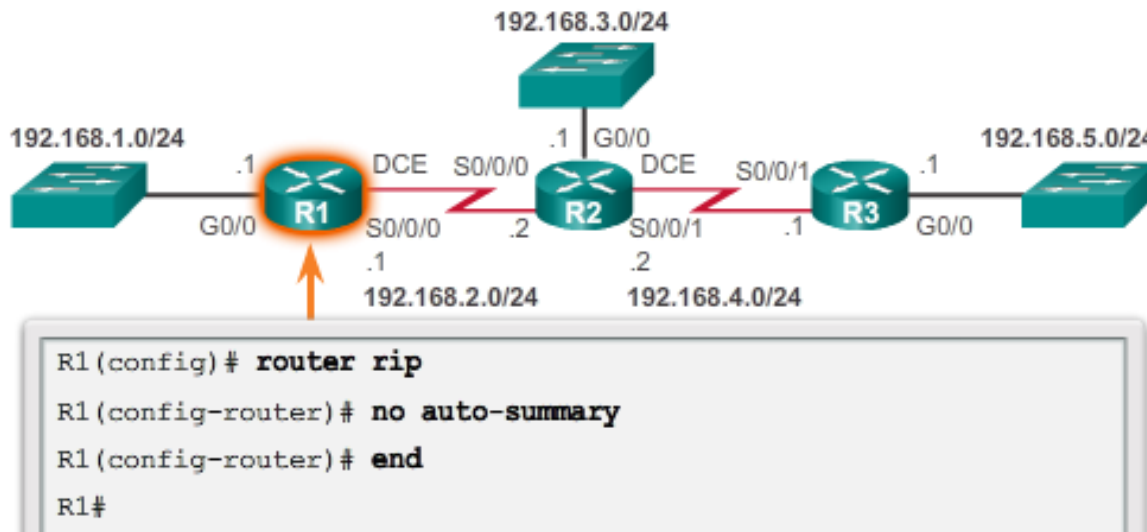 192.168.3.0/24
192.168.1.0/24
.1 G0/0
192.168.5.0/24
.1 DCE S0/0/0 DCE S0/0/1 .1
R1 R2 R3
G0/0 S0/0/0 .2 S0/0/1 .1 G0/0
.1 .2
192.168.2.0/24 192.168.4.0/24
R1(config)# router rip
R1(config-router)# no auto-summary
R1(config-router)# end
R1#